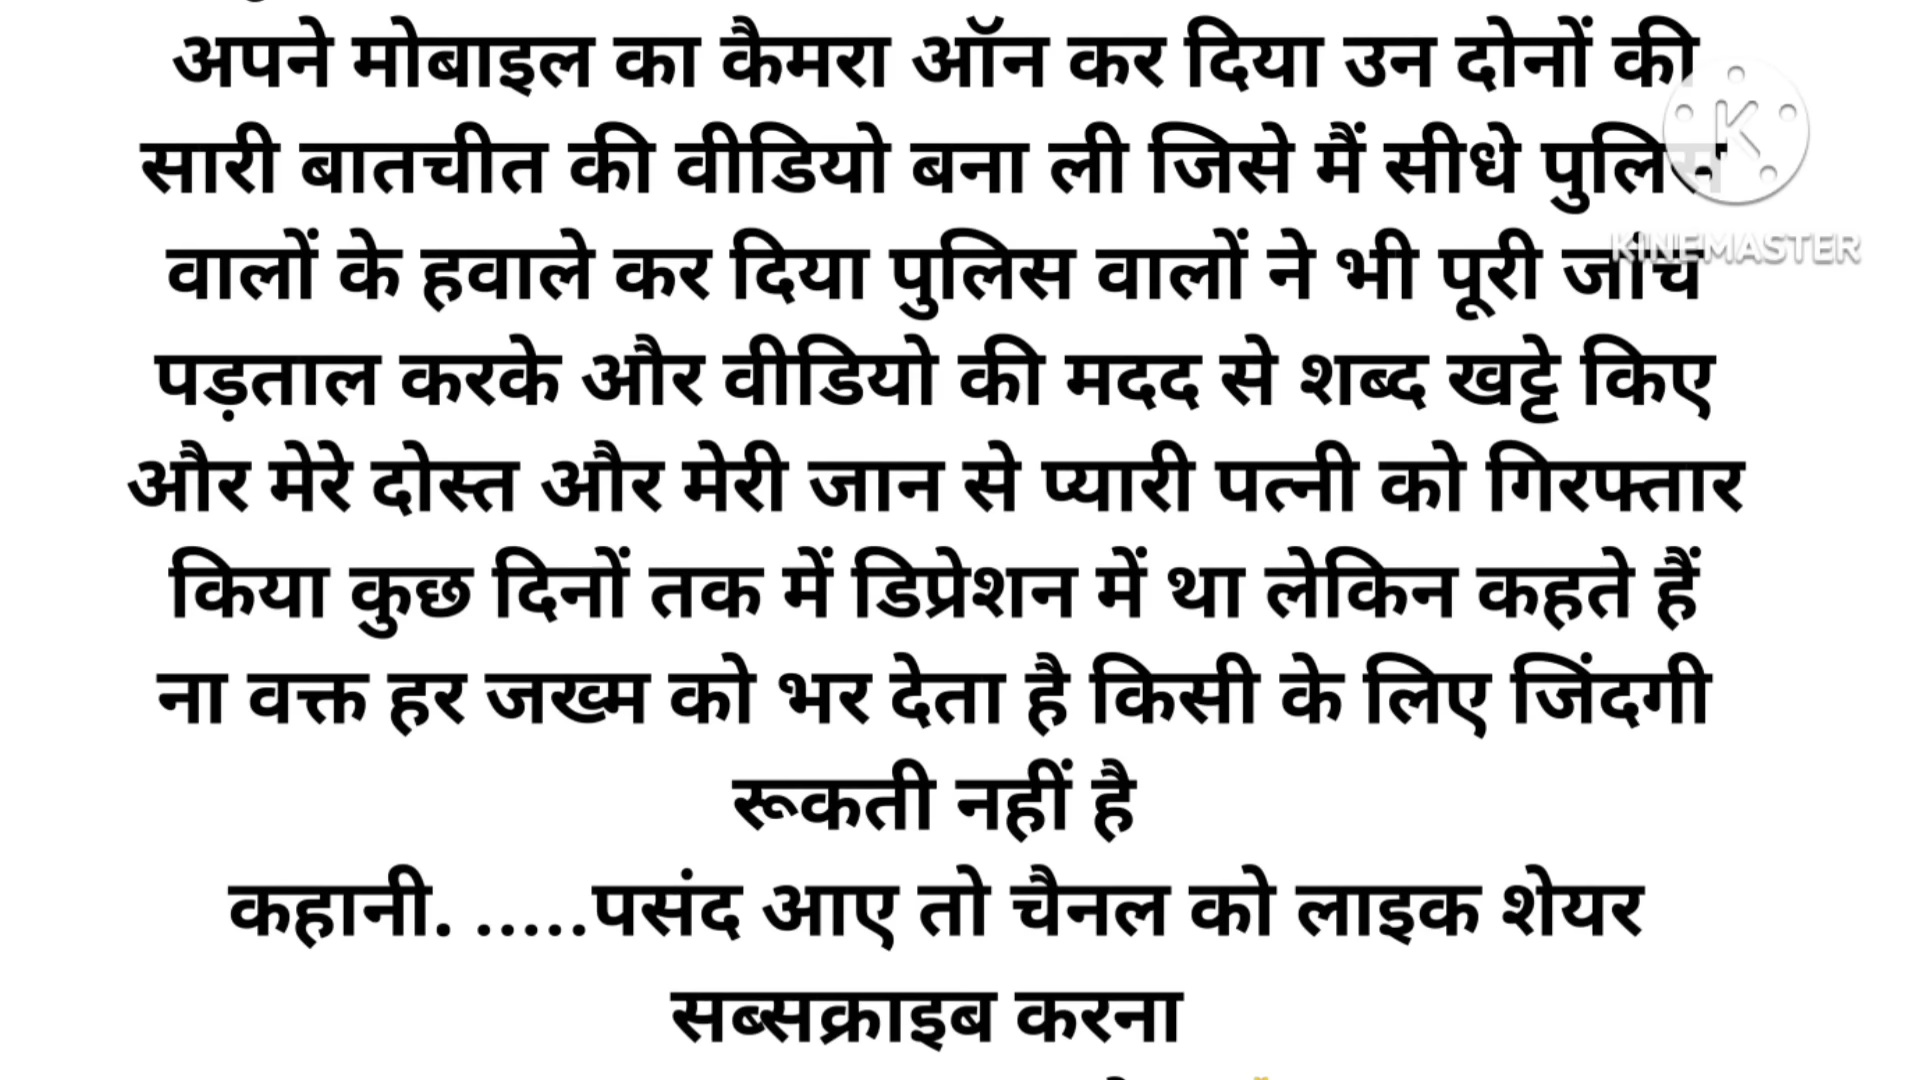 अपने मोबाइल का कैमरा ऑन कर दिया उन दोनों की
सारी बातचीत की वीडियो बना ली जिसे मैं सीधे पुलिस
वालों के हवाले कर दिया पुलिस वालों ने भी पूरी जांच
पड़ताल करके और वीडियो की मदद से शब्द खट्टे किए
और मेरे दोस्त और मेरी जान से प्यारी पत्नी को गिरफ्तार
किया कुछ दिनों तक में डिप्रेशन में था लेकिन कहते हैं
ना वक्त हर जख्म को भर देता है किसी के लिए जिंदगी
रूकती नहीं है
कहानी. .....पसंद आए तो चैनल को लाइक शेयर
सब्सक्राइब करना
K
KINEMASTER